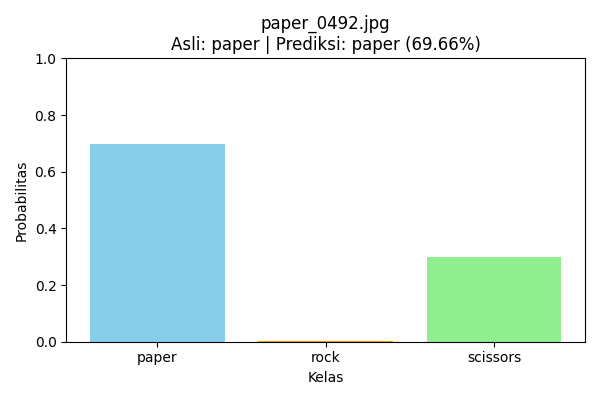 paper_0492.jpg
Asli: paper | Prediksi: paper (69.66%)
1.0
0.8
0.6
0.4
0.2
0.0
Probabilitas
paper rock scissors
Kelas